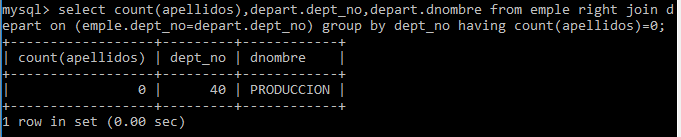 mysql> select count(apellidos),depart.dept_no,depart.dnombre from emple right join d
epart on (emple.dept_no=depart.dept_no) group by dept_no having count(apellidos)=0;
+------------------+---------+------------+
| count(apellidos) | dept_no | dnombre    |
+------------------+---------+------------+
|                0 |      40 | PRODUCCION |
+------------------+---------+------------+
1 row in set (0.00 sec)